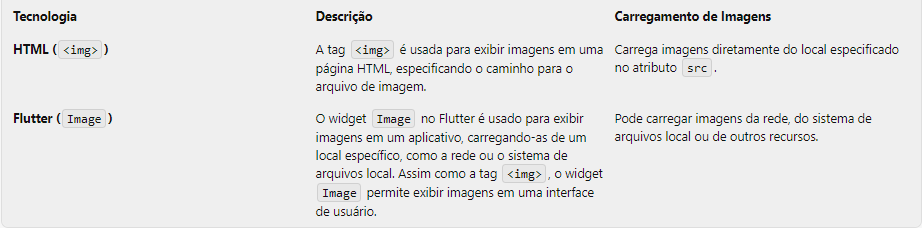 Tecnologia Descrição Carregamento de Imagens
HTML ( <img> )
A tag <img> é usada para exibir imagens em uma
página HTML, especificando o caminho para o
arquivo de imagem.
Carrega imagens diretamente do local especificado
no atributo src .
Flutter ( Image )
O widget Image no Flutter é usado para exibir
imagens em um aplicativo, carregando-as de um
local específico, como a rede ou o sistema de
arquivos local. Assim como a tag <img> , o widget
Image permite exibir imagens em uma interface
de usuário.
Pode carregar imagens da rede, do sistema de
arquivos local ou de outros recursos.